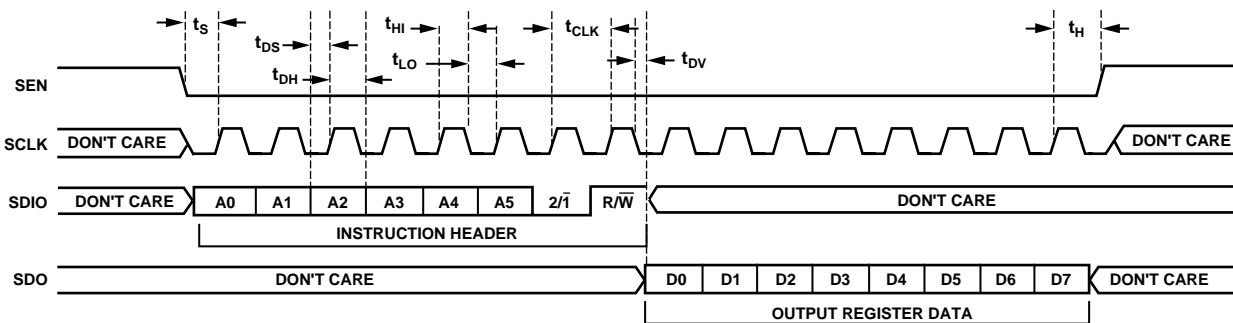 tS
tDS
tHI
tCLK
tH
tLO
tDV
tDH
SEN
SCLK DON'T CARE DON'T CARE
SDIO DON'T CARE A0 A1 A2 A3 A4 A5 2/1̅ R/W̅ DON'T CARE
INSTRUCTION HEADER
SDO DON'T CARE D0 D1 D2 D3 D4 D5 D6 D7 DON'T CARE
OUTPUT REGISTER DATA